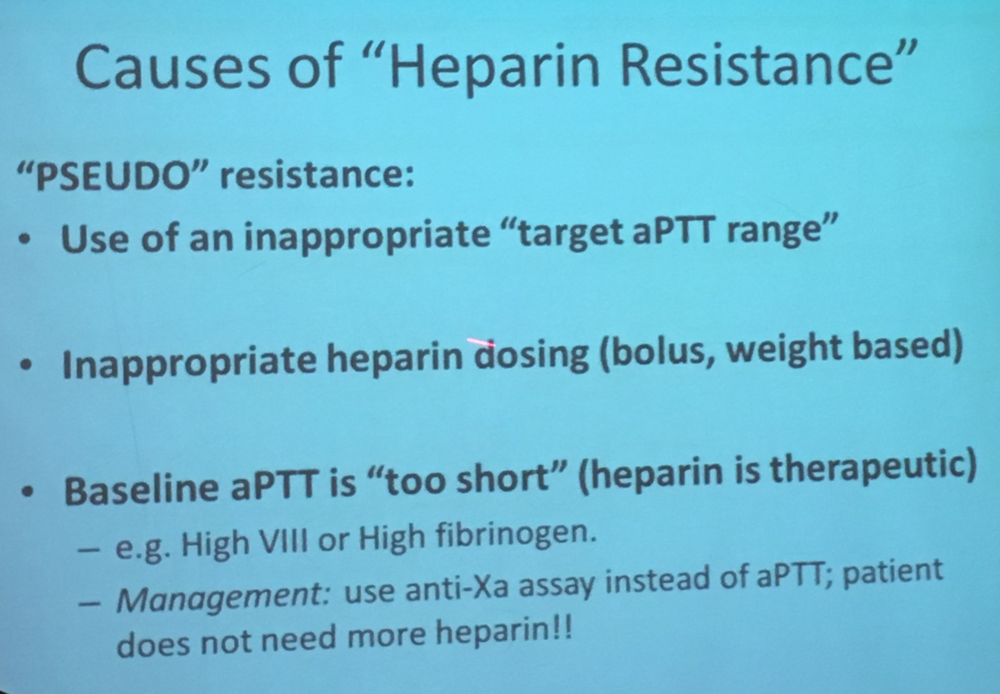 Causes of “Heparin Resistance”
“PSEUDO” resistance:
• Use of an inappropriate “target aPTT range”
• Inappropriate heparin dosing (bolus, weight based)
• Baseline aPTT is “too short” (heparin is therapeutic)
– e.g. High VIII or High fibrinogen.
– Management: use anti-Xa assay instead of aPTT; patient
does not need more heparin!!